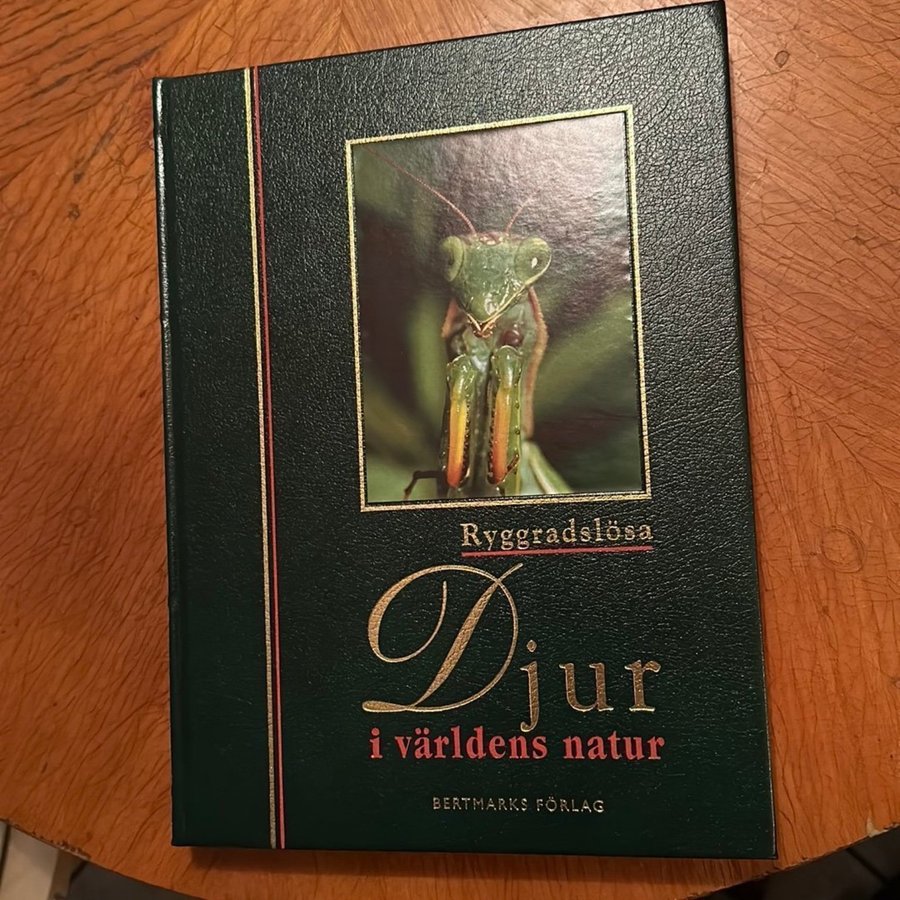 Ryggradslösa
Djur
i världens natur
BERTMARKS FÖRLAG